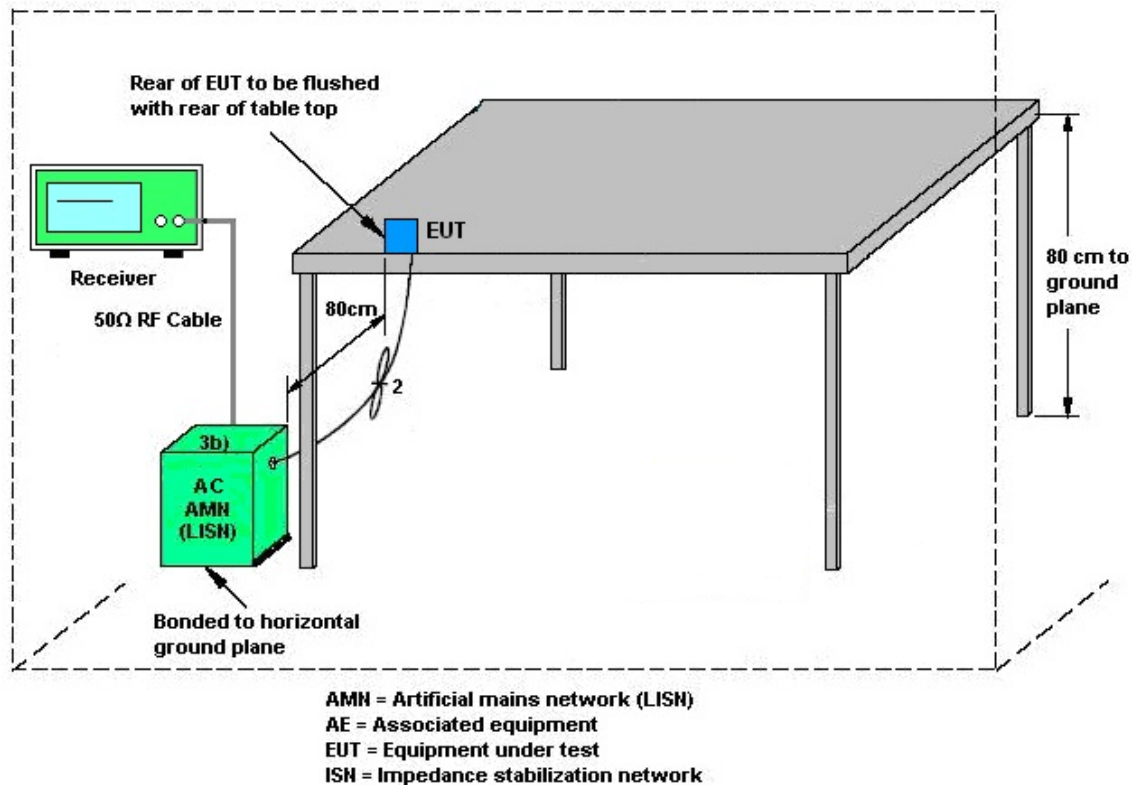 Rear of EUT to be flushed
with rear of table top
EUT
Receiver
50Ω RF Cable
80cm
80 cm to
ground
plane
2
3b)
AC
AMN
(LISN)
Bonded to horizontal
ground plane
AMN = Artificial mains network (LISN)
AE = Associated equipment
EUT = Equipment under test
ISN = Impedance stabilization network